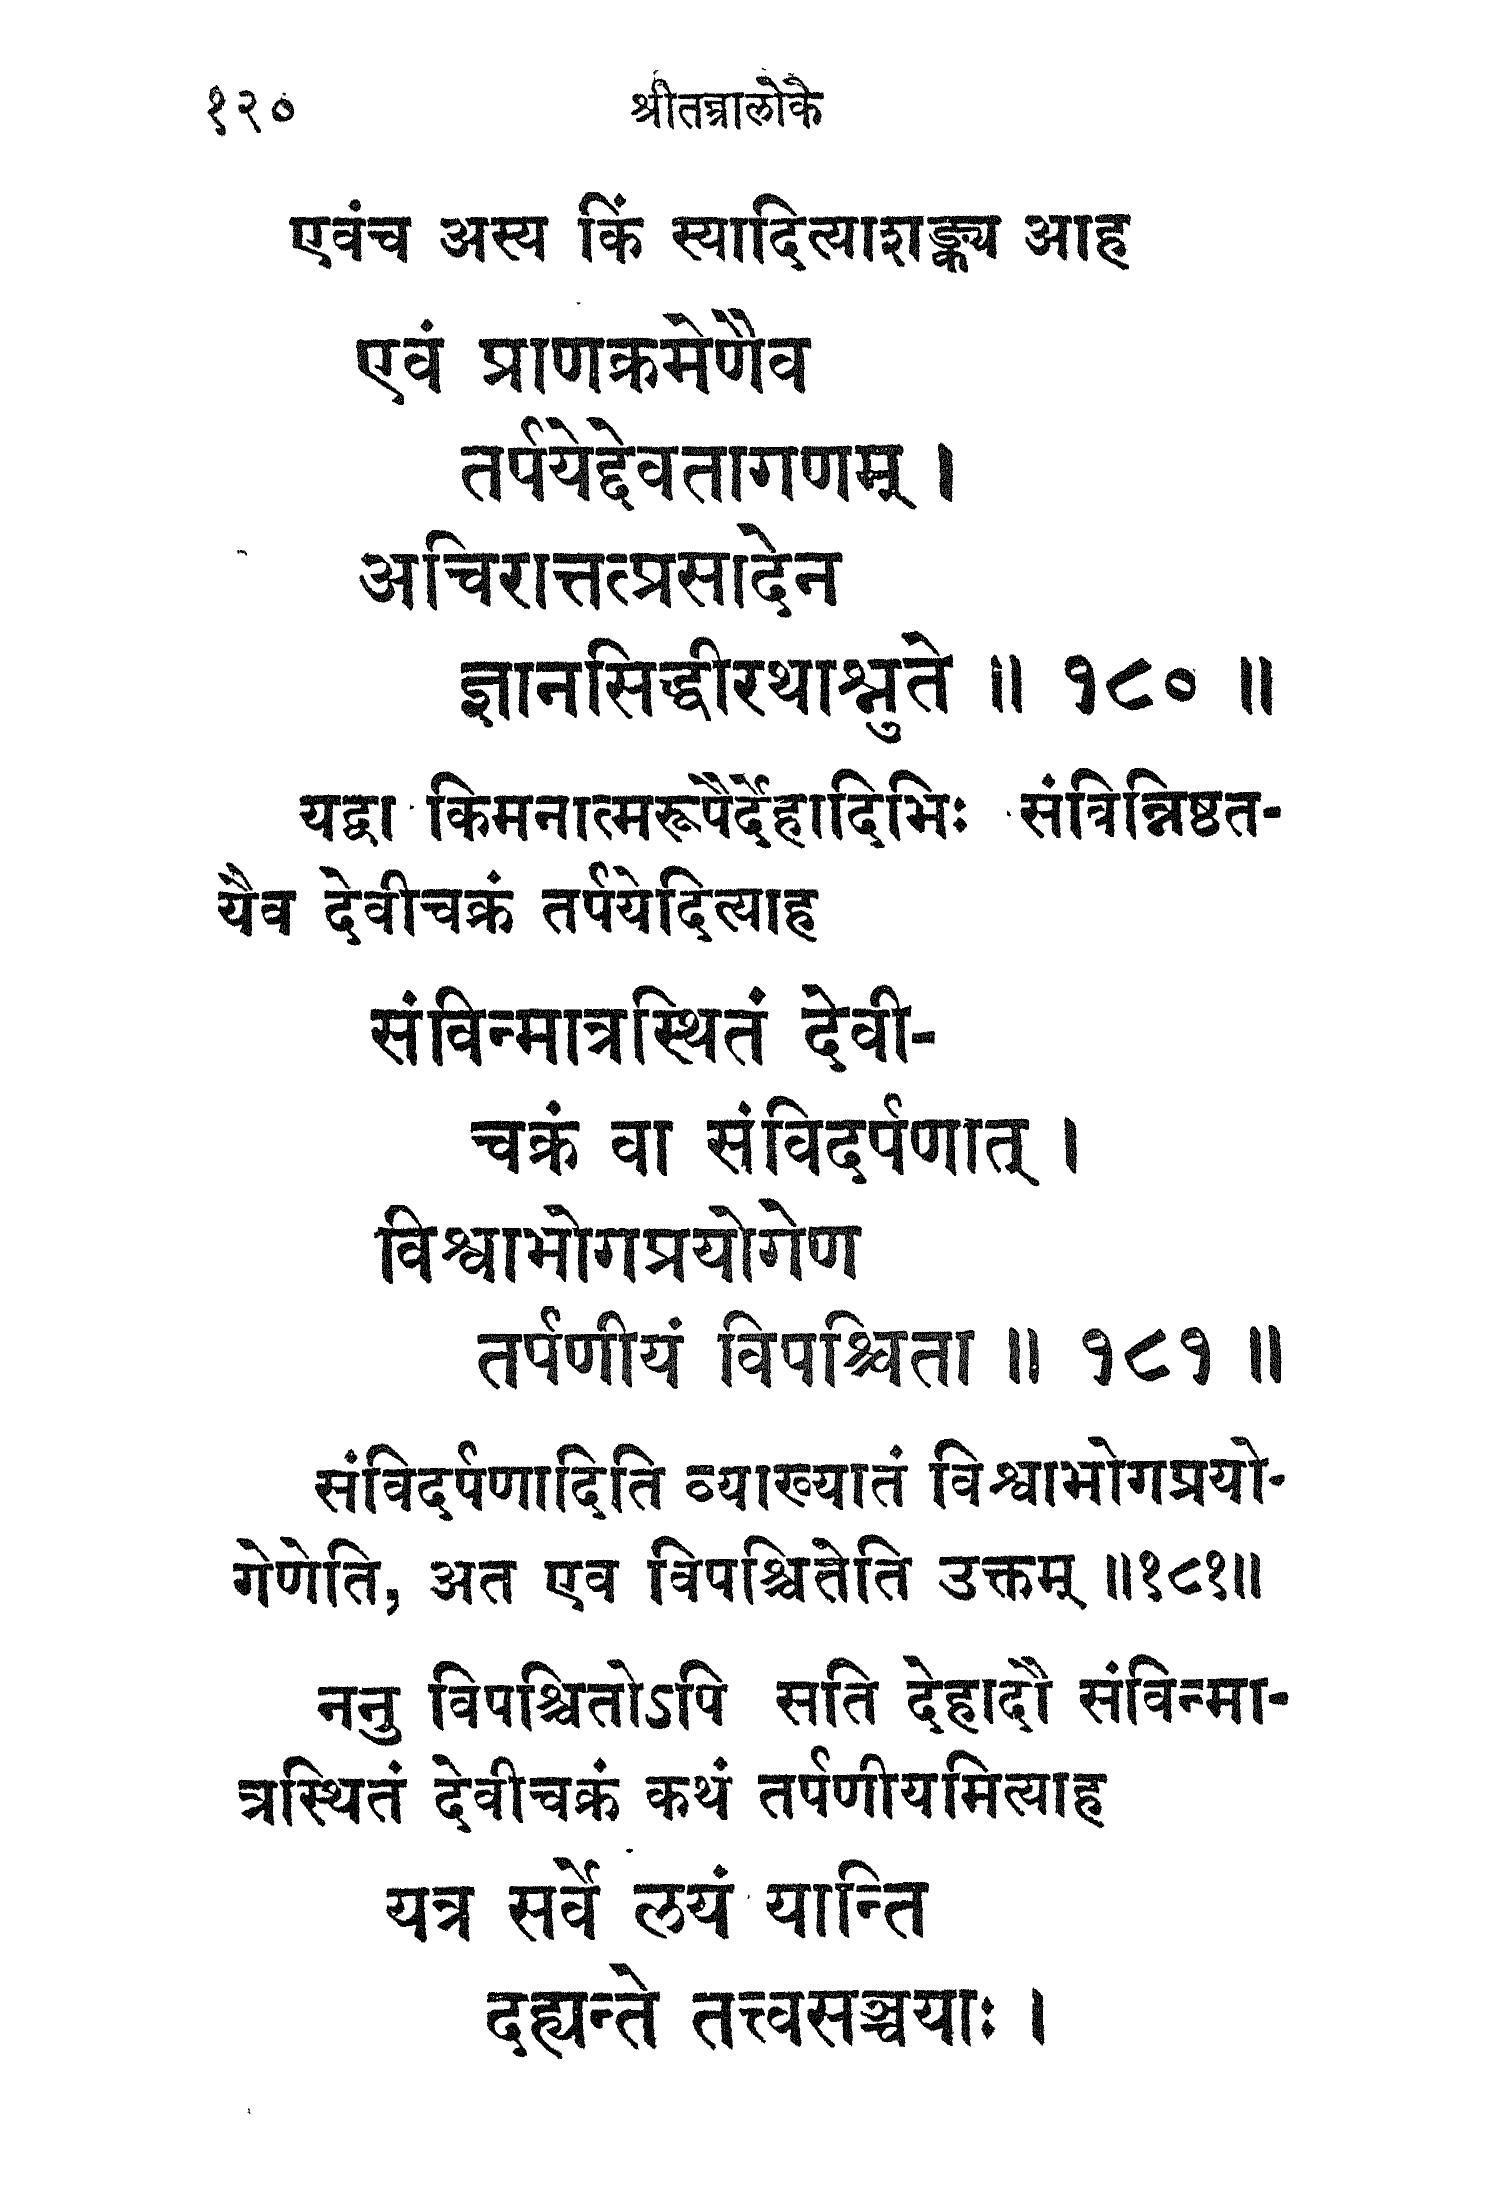 १२०
श्रीतन्त्रालोके
एवंच अस्य किं स्यादित्याशङ्क्य आह
एवं प्राणक्रमेणैव
तर्पयेद्देवतागणम् ।
अचिरात्तत्प्रसादेन
ज्ञानसिद्धीरथाश्नुते ॥ १८० ॥
यद्वा किमनात्मरूपैर्देहादिभिः संविन्निष्ठत-
यैव देवीचक्रं तर्पयेदित्याह
संविन्मात्रस्थितं देवी-
चक्रं वा संविदर्पणात् ।
विश्वाभोगप्रयोगेण
तर्पणीयं विपश्चिता ॥ १८१ ॥
संविदर्पणादिति व्याख्यातं विश्वाभोगप्रयो-
गेणेति, अत एव विपश्चितेति उक्तम् ॥१८१॥
ननु विपश्चितोऽपि सति देहादौ संविन्मा-
त्रस्थितं देवीचक्रं कथं तर्पणीयमित्याह
यत्र सर्वे लयं यान्ति
दह्यन्ते तत्त्वसञ्चयाः ।